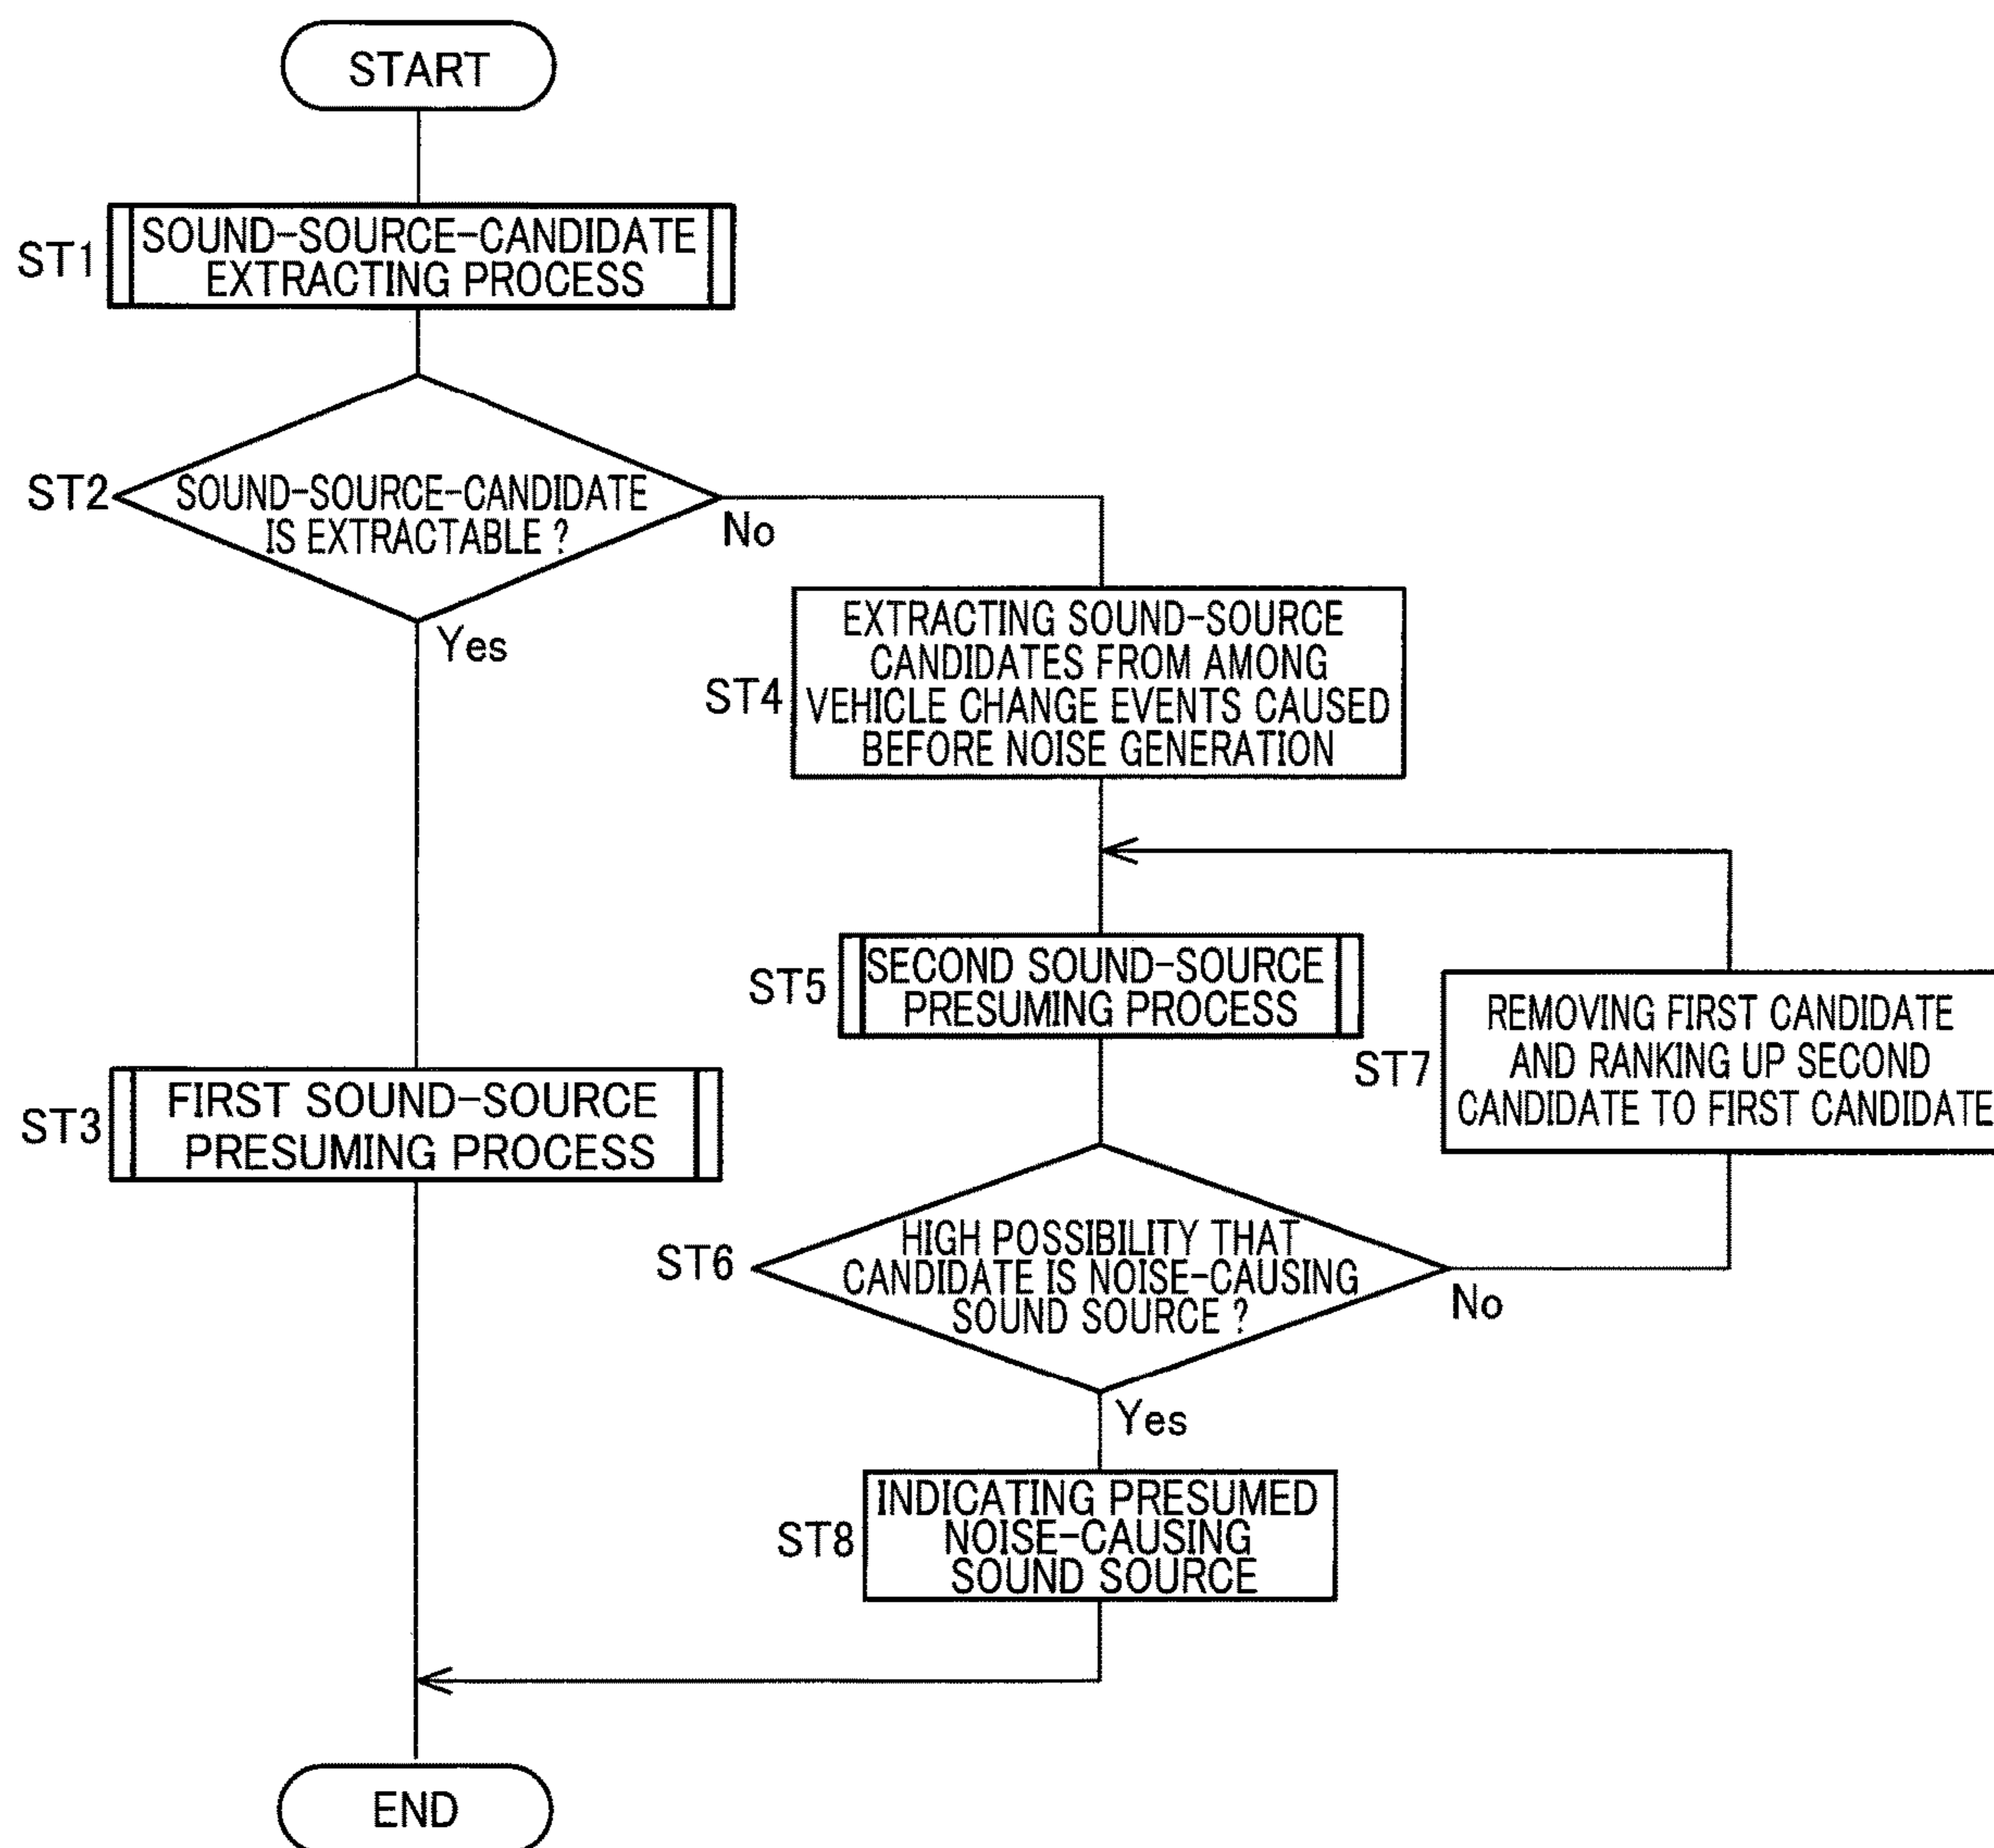 START
ST1
SOUND-SOURCE-CANDIDATE
EXTRACTING PROCESS
ST2
SOUND-SOURCE-CANDIDATE
IS EXTRACTABLE ?
No
Yes
ST4
EXTRACTING SOUND-SOURCE
CANDIDATES FROM AMONG
VEHICLE CHANGE EVENTS CAUSED
BEFORE NOISE GENERATION
ST5
SECOND SOUND-SOURCE
PRESUMING PROCESS
ST7
REMOVING FIRST CANDIDATE
AND RANKING UP SECOND
CANDIDATE TO FIRST CANDIDATE
ST3
FIRST SOUND-SOURCE
PRESUMING PROCESS
ST6
HIGH POSSIBILITY THAT
CANDIDATE IS NOISE-CAUSING
SOUND SOURCE ?
No
Yes
ST8
INDICATING PRESUMED
NOISE-CAUSING
SOUND SOURCE
END